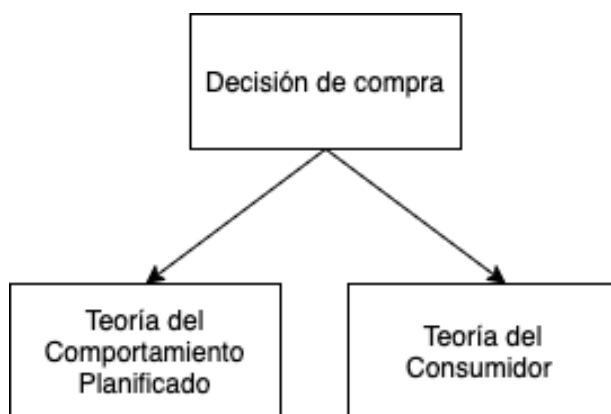 Decisión de compra
Teoría del
Comportamiento
Planificado
Teoría del
Consumidor